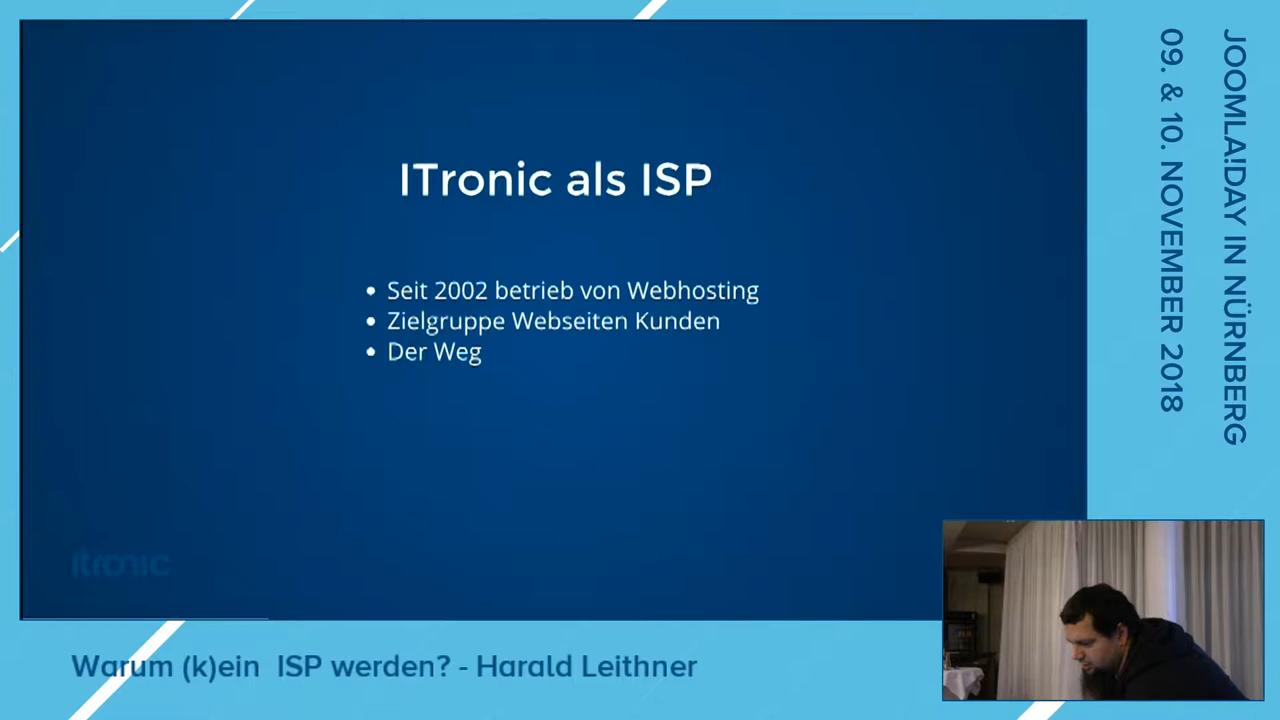 ITronic als ISP
Seit 2002 betrieb von Webhosting
Zielgruppe Webseiten Kunden
Der Weg
itronic
Warum (k)ein ISP werden? - Harald Leithner
JOOMLA!DAY IN NÜRNBERG
09. & 10. NOVEMBER 2018